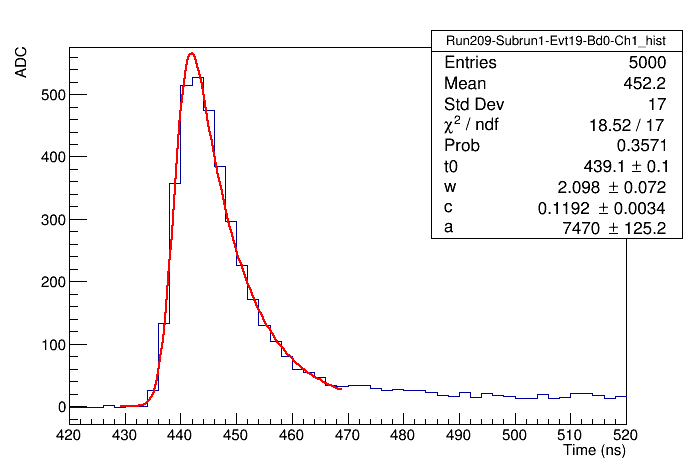 Run209-Subrun1-Evt19-Bd0-Ch1_hist
Entries 5000
Mean 452.2
Std Dev 17
χ² / ndf 18.52 / 17
Prob 0.3571
t0 439.1 ± 0.1
w 2.098 ± 0.072
c 0.1192 ± 0.0034
a 7470 ± 125.2
ADC
500
400
300
200
100
0
420 430 440 450 460 470 480 490 500 510 520
Time (ns)